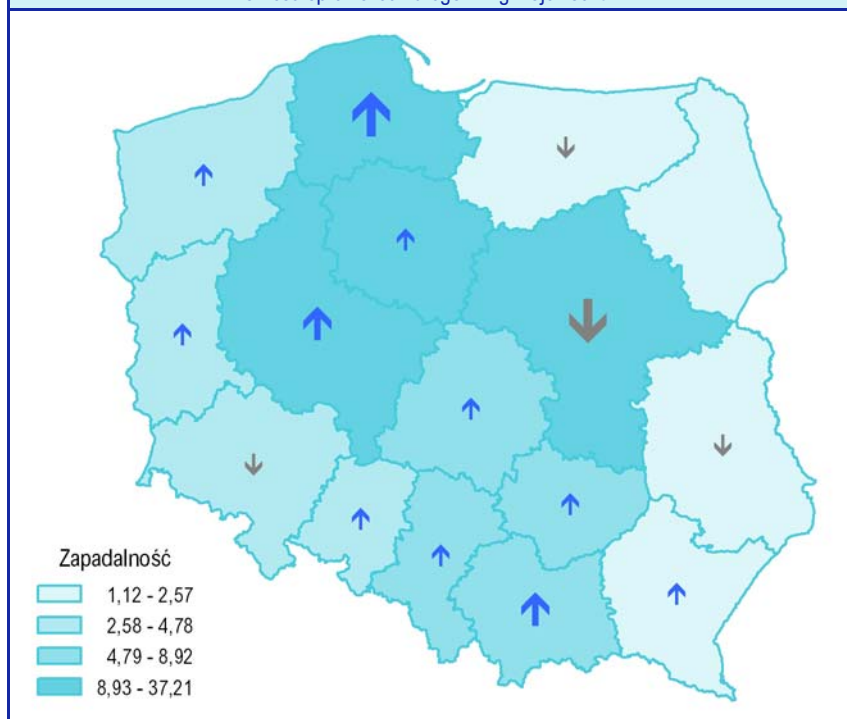 Zapadalność
1,12 - 2,57
2,58 - 4,78
4,79 - 8,92
8,93 - 37,21